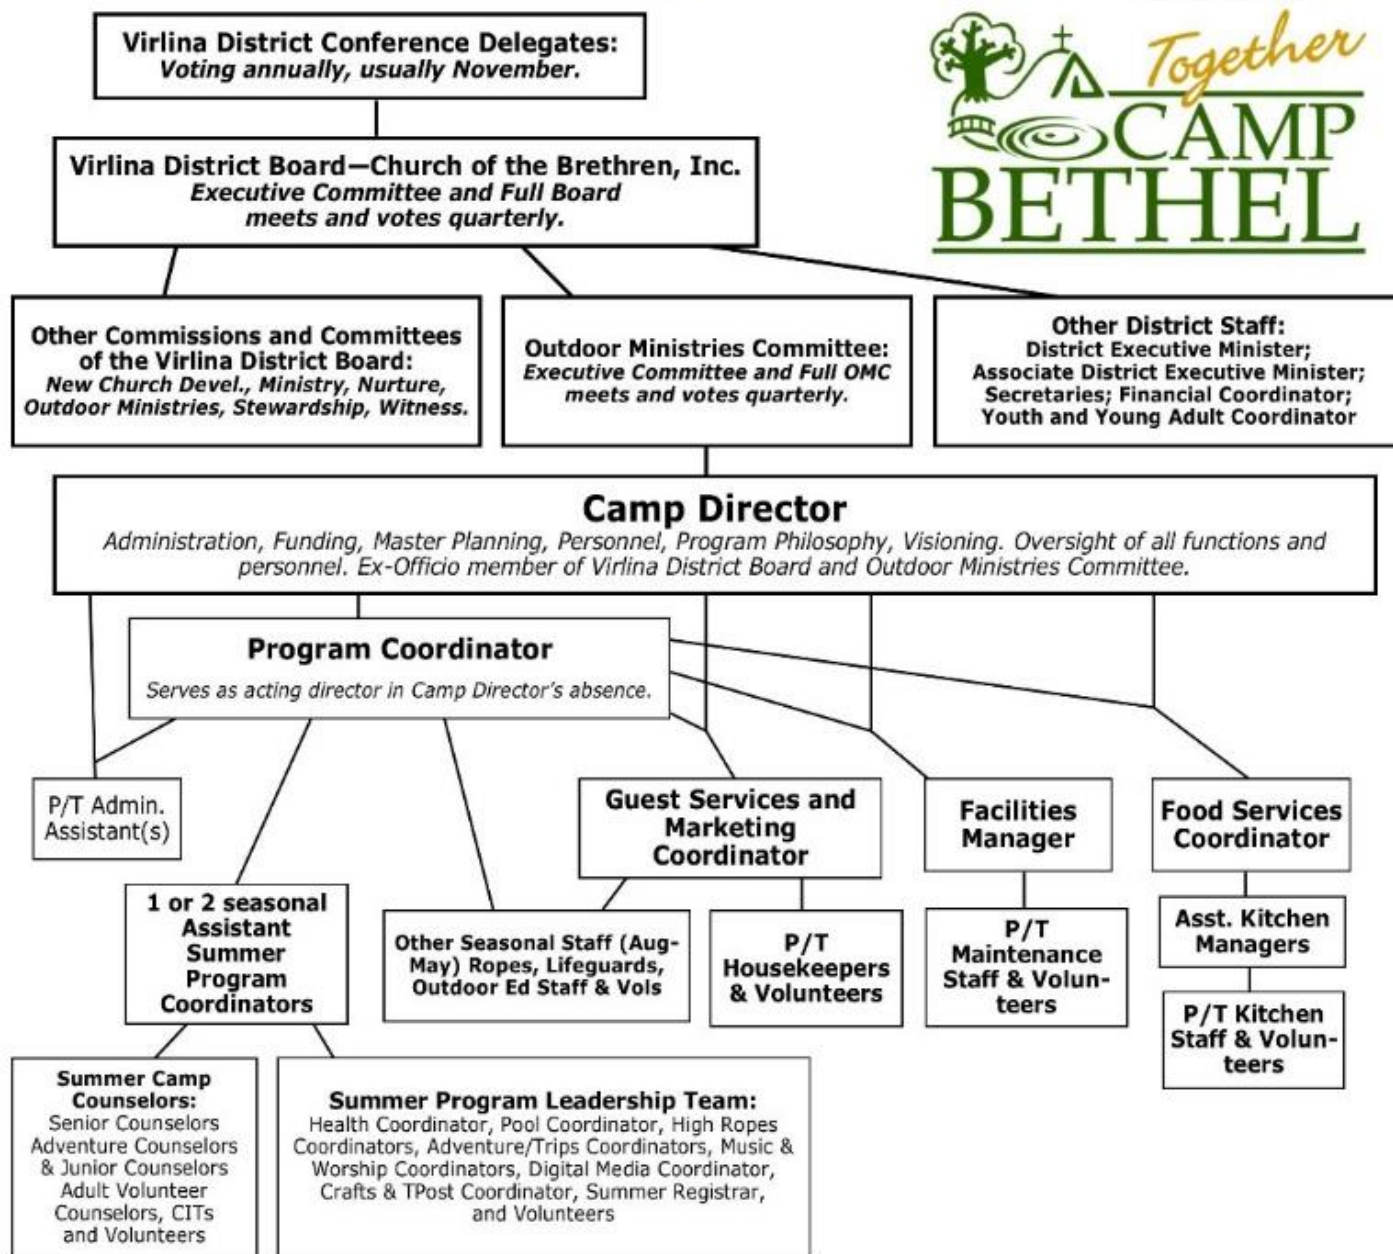 Virlina District Conference Delegates:
Voting annually, usually November.
Together
CAMP
BETHEL
Virlina District Board—Church of the Brethren, Inc.
Executive Committee and Full Board
meets and votes quarterly.
Other Commissions and Committees
of the Virlina District Board:
New Church Devel., Ministry, Nurture,
Outdoor Ministries, Stewardship, Witness.
Outdoor Ministries Committee:
Executive Committee and Full OMC
meets and votes quarterly.
Other District Staff:
District Executive Minister;
Associate District Executive Minister;
Secretaries; Financial Coordinator;
Youth and Young Adult Coordinator
Camp Director
Administration, Funding, Master Planning, Personnel, Program Philosophy, Visioning. Oversight of all functions and
personnel. Ex-Officio member of Virlina District Board and Outdoor Ministries Committee.
Program Coordinator
Serves as acting director in Camp Director's absence.
P/T Admin.
Assistant(s)
Guest Services and
Marketing
Coordinator
Facilities
Manager
Food Services
Coordinator
1 or 2 seasonal
Assistant
Summer
Program
Coordinators
Other Seasonal Staff (Aug-
May) Ropes, Lifeguards,
Outdoor Ed Staff & Vols
P/T
Housekeepers
& Volunteers
P/T
Maintenance
Staff & Volun-
teers
Asst. Kitchen
Managers
P/T Kitchen
Staff & Volun-
teers
Summer Camp
Counselors:
Senior Counselors
Adventure Counselors
& Junior Counselors
Adult Volunteer
Counselors, CITs
and Volunteers
Summer Program Leadership Team:
Health Coordinator, Pool Coordinator, High Ropes
Coordinators, Adventure/Trips Coordinators, Music &
Worship Coordinators, Digital Media Coordinator,
Crafts & TPost Coordinator, Summer Registrar,
and Volunteers